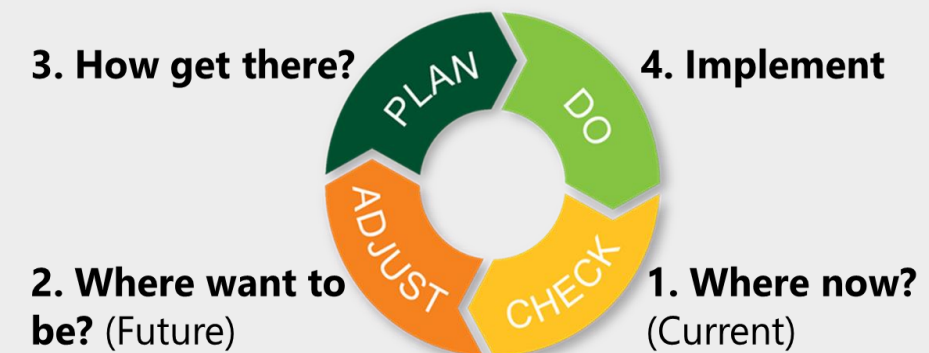 3. How get there?
PLAN
DO
4. Implement
ADJUST
CHECK
2. Where want to
be? (Future)
1. Where now?
(Current)